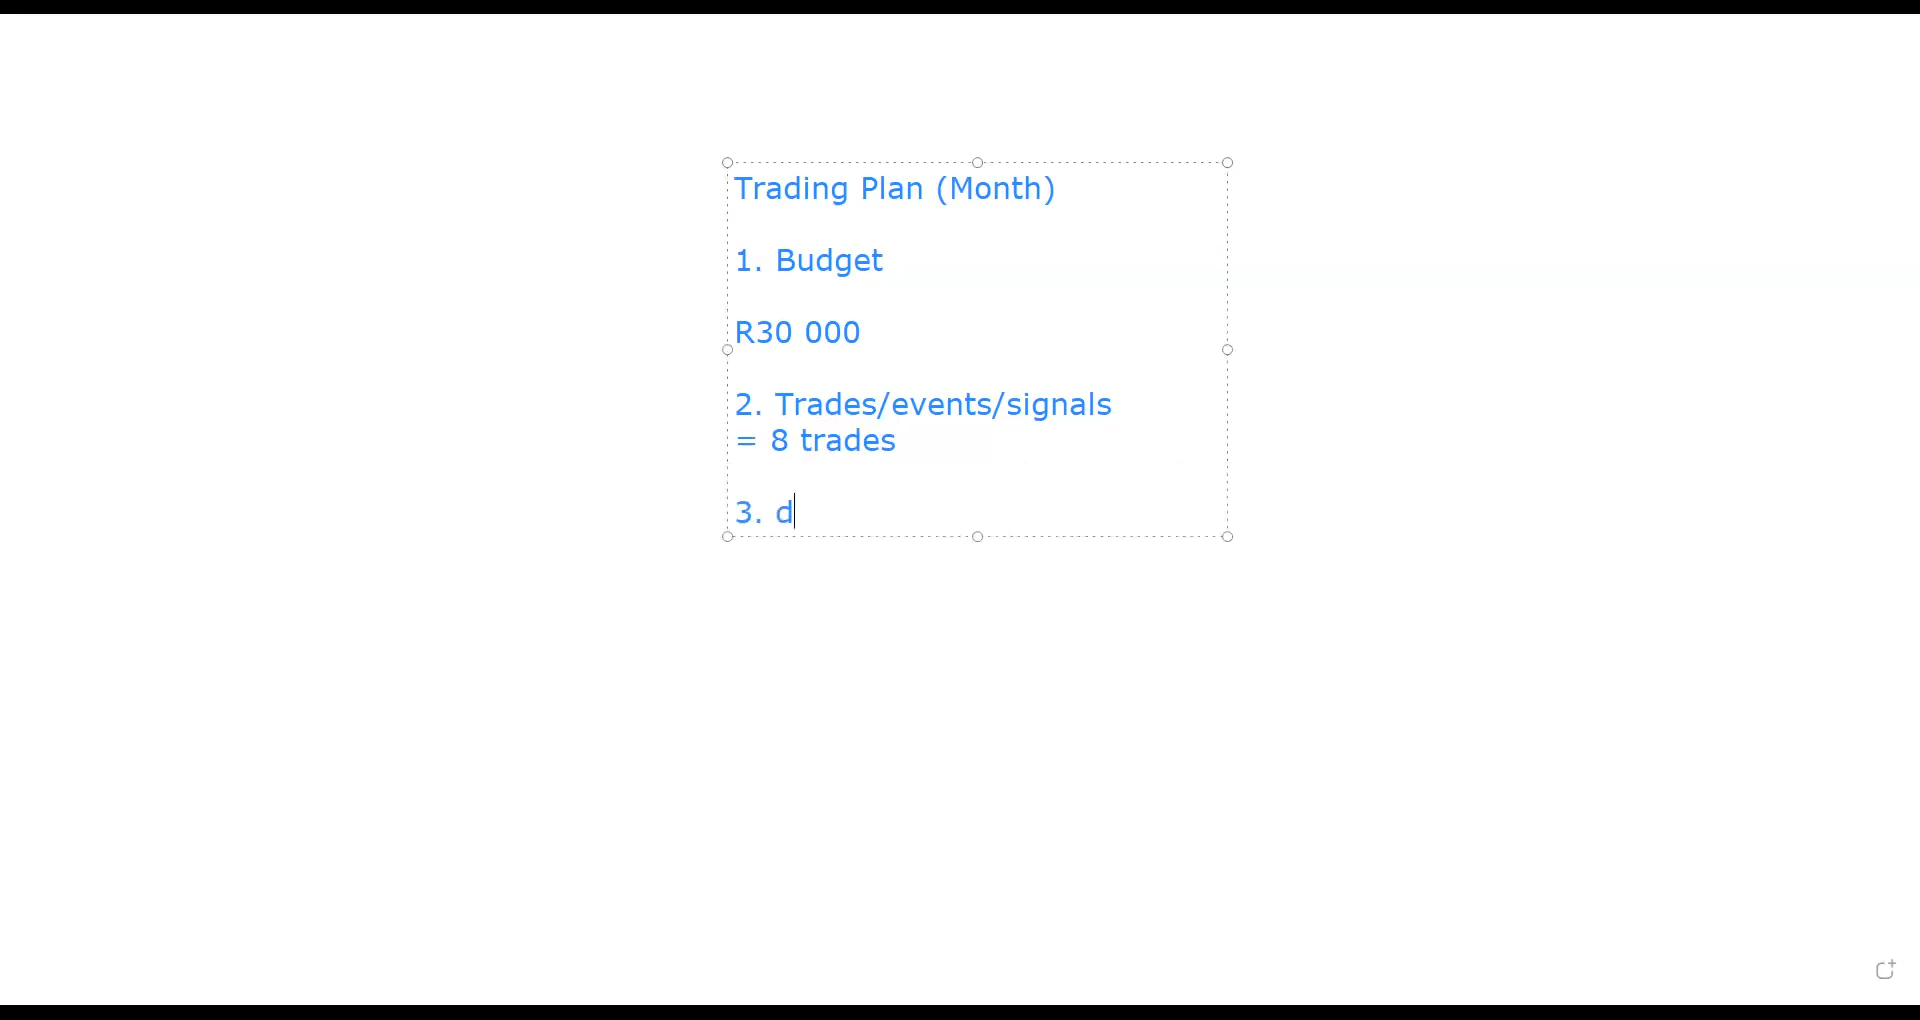 Trading Plan (Month)
1. Budget
R30 000
2. Trades/events/signals
= 8 trades
3. d